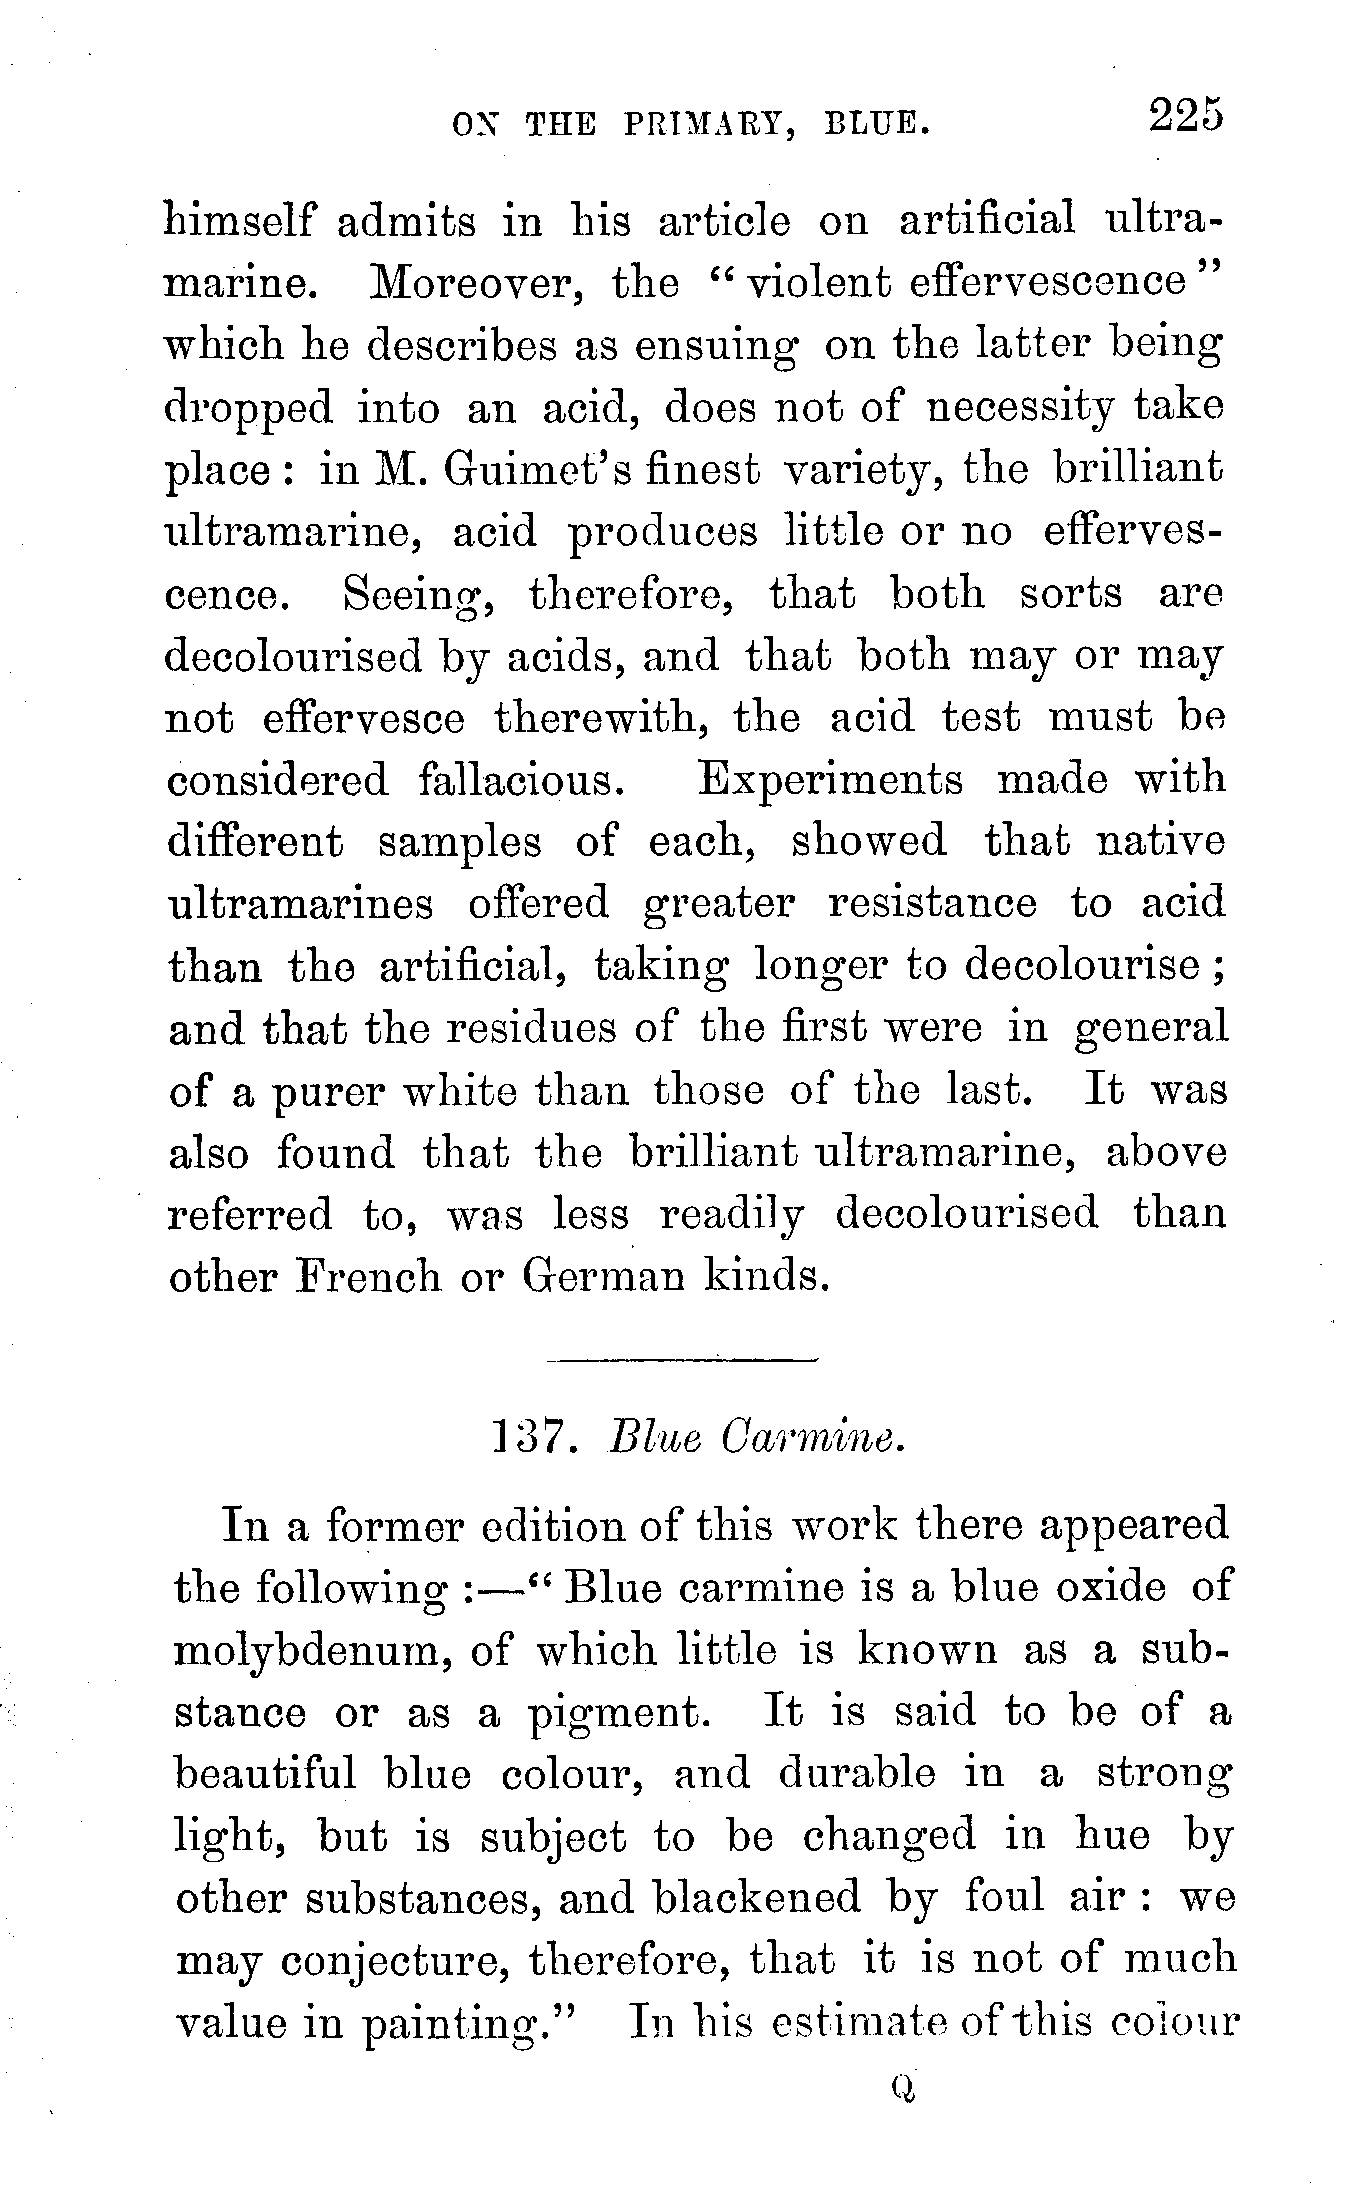 ON THE PRIMARY, BLUE. 225
himself admits in his article on artificial ultra-
marine. Moreover, the “violent effervescence”
which he describes as ensuing on the latter being
dropped into an acid, does not of necessity take
place : in M. Guimet’s finest variety, the brilliant
ultramarine, acid produces little or no efferves-
cence. Seeing, therefore, that both sorts are
decolourised by acids, and that both may or may
not effervesce therewith, the acid test must be
considered fallacious. Experiments made with
different samples of each, showed that native
ultramarines offered greater resistance to acid
than the artificial, taking longer to decolourise ;
and that the residues of the first were in general
of a purer white than those of the last. It was
also found that the brilliant ultramarine, above
referred to, was less readily decolourised than
other French or German kinds.
137. Blue Carmine.
In a former edition of this work there appeared
the following :—“ Blue carmine is a blue oxide of
molybdenum, of which little is known as a sub-
stance or as a pigment. It is said to be of a
beautiful blue colour, and durable in a strong
light, but is subject to be changed in hue by
other substances, and blackened by foul air : we
may conjecture, therefore, that it is not of much
value in painting.” In his estimate of this colour
Q